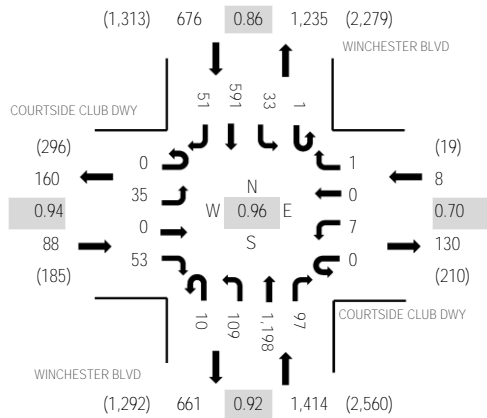 (1,313) 676 0.86 1,235 (2,279)
WINCHESTER BLVD
51 591 33 1
COURTSIDE CLUB DWY
(296) 0 1 (19)
160 35 N 0 8
0.94 W 0.96 E 0.70
88 0 S 7 130
(185) 53 0 (210)
10 109 1,198 97
COURTSIDE CLUB DWY
WINCHESTER BLVD
(1,292) 661 0.92 1,414 (2,560)